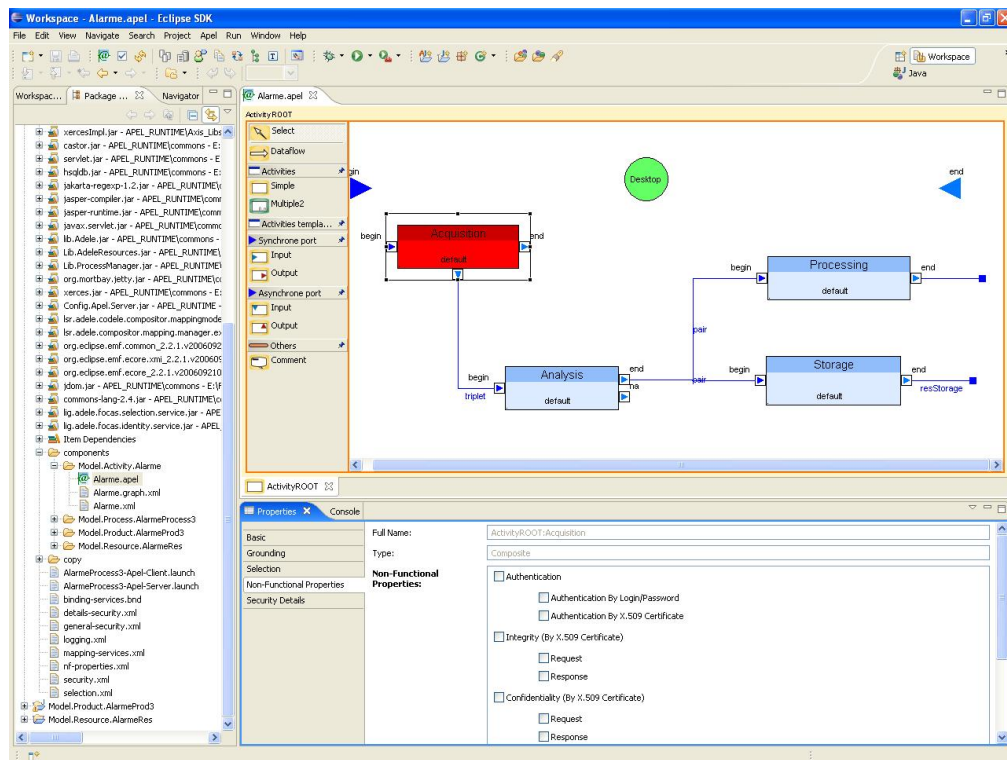 Workspace - Alarme.apel - Eclipse SDK
File Edit View Navigate Search Project Apel Run Window Help
Workspace
Java
Workspac... Package ... Navigator
xercesImpl.jar - APEL_RUNTIME\Axis_Libs
castor.jar - APEL_RUNTIME\commons - E:
servlet.jar - APEL_RUNTIME\commons - E
hsqldb.jar - APEL_RUNTIME\commons - E:
jakarta-regexp-1.2.jar - APEL_RUNTIME\c
jasper-compiler.jar - APEL_RUNTIME\com
jasper-runtime.jar - APEL_RUNTIME\comm
javax.servlet.jar - APEL_RUNTIME\commo
lib.Adele.jar - APEL_RUNTIME\commons -
Lib.AdeleResources.jar - APEL_RUNTIME\
Lib.ProcessManager.jar - APEL_RUNTIME\
org.mortbay.jetty.jar - APEL_RUNTIME\co
xerces.jar - APEL_RUNTIME\commons - E:
Config.Apel.Server.jar - APEL_RUNTIME -
lsr.adele.codele.compositor.mappingmode
lsr.adele.compositor.mapping.manager.ex
org.eclipse.emf.common_2.2.1.v2006092
org.eclipse.emf.ecore.xmi_2.2.1.v200609
org.eclipse.emf.ecore_2.2.1.v200609210
jdom.jar - APEL_RUNTIME\commons - E:\F
commons-lang-2.4.jar - APEL_RUNTIME\co
lig.adele.focas.selection.service.jar - APE
lig.adele.focas.identity.service.jar - APEL_
Item Dependencies
components
Model.Activity.Alarme
Alarme.apel
Alarme.graph.xml
Alarme.xml
Model.Process.AlarmeProcess3
Model.Product.AlarmeProd3
Model.Resource.AlarmeRes
copy
AlarmeProcess3-Apel-Client.launch
AlarmeProcess3-Apel-Server.launch
binding-services.bnd
details-security.xml
general-security.xml
logging.xml
mapping-services.xml
nf-properties.xml
security.xml
selection.xml
Model.Product.AlarmeProd3
Model.Resource.AlarmeRes
Alarme.apel
ActivityROOT
Select
Dataflow
Activities
Simple
Multiple2
Activities templa...
Synchrone port
Input
Output
Asynchrone port
Input
Output
Others
Comment
gin
Desktop
end
begin
Acquisition
end
default
begin
Processing
end
default
pair
begin
Analysis
end
na
triplet
default
pair
begin
Storage
end
default
resStorage
ActivityROOT
Properties Console
Basic
Grounding
Selection
Non-Functional Properties
Security Details
Full Name: ActivityROOT:Acquisition
Type: Composite
Non-Functional Properties:
Authentication
Authentication By Login/Password
Authentication By X.509 Certificate
Integrity (By X.509 Certificate)
Request
Response
Confidentiality (By X.509 Certificate)
Request
Response